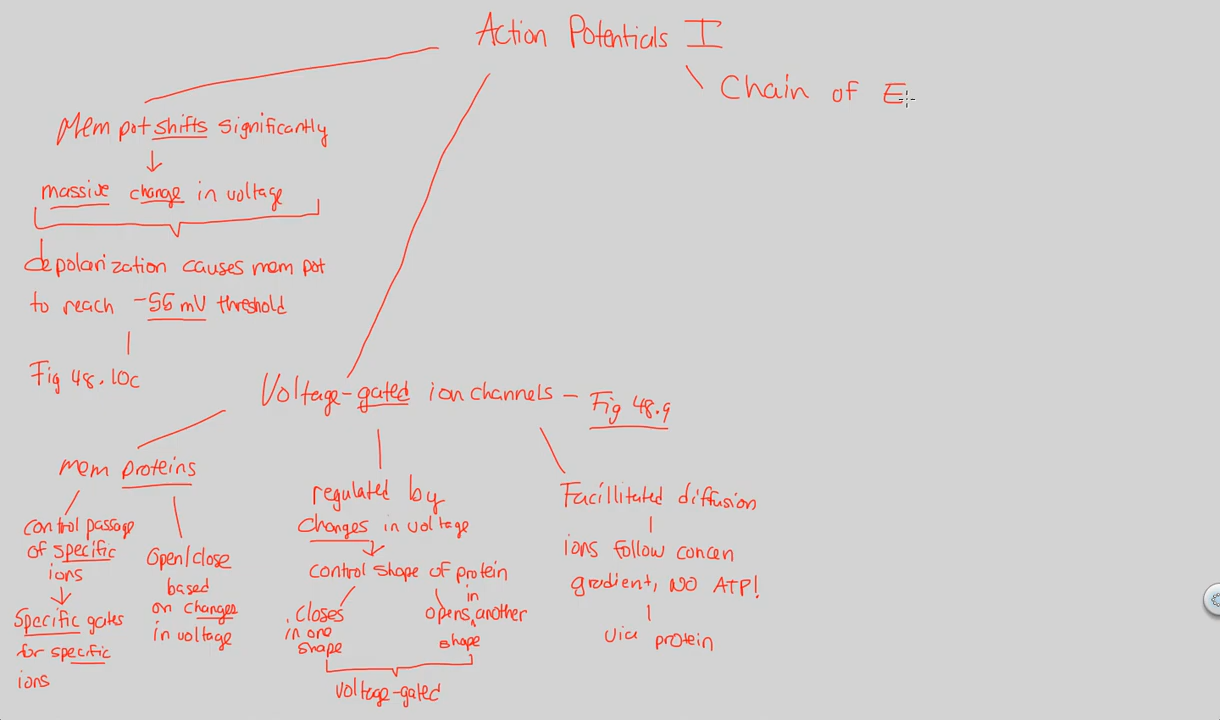 Action Potentials I
Chain of E
Mem pot shifts significantly
massive change in voltage
depolarization causes mem pot
to reach -55 mV threshold
Fig 48.10c
Voltage-gated ion channels - Fig 48.9
mem proteins
control passage
of specific
ions
Specific gates
for specific
ions
Open/close
based
on changes
in voltage
regulated by
changes in voltage
control shape of protein
closes
in one
shape
opens in another
shape
voltage-gated
Facillitated diffusion
ions follow concen
gradient, NO ATP!
via protein